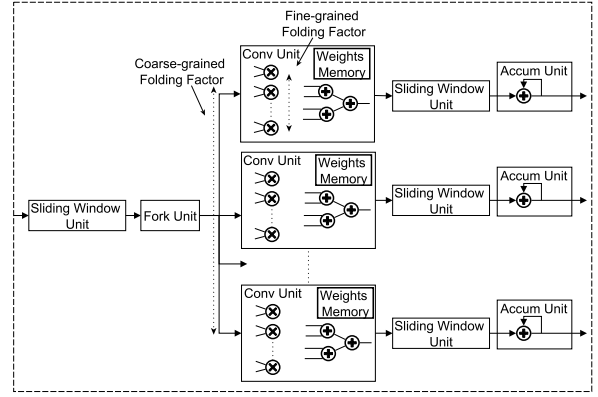 Fine-grained
Folding Factor
Coarse-grained
Folding Factor
Conv Unit
Weights
Memory
Sliding Window
Unit
Accum Unit
Conv Unit
Weights
Memory
Sliding Window
Unit
Fork Unit
Sliding Window
Unit
Accum Unit
Conv Unit
Weights
Memory
Sliding Window
Unit
Accum Unit